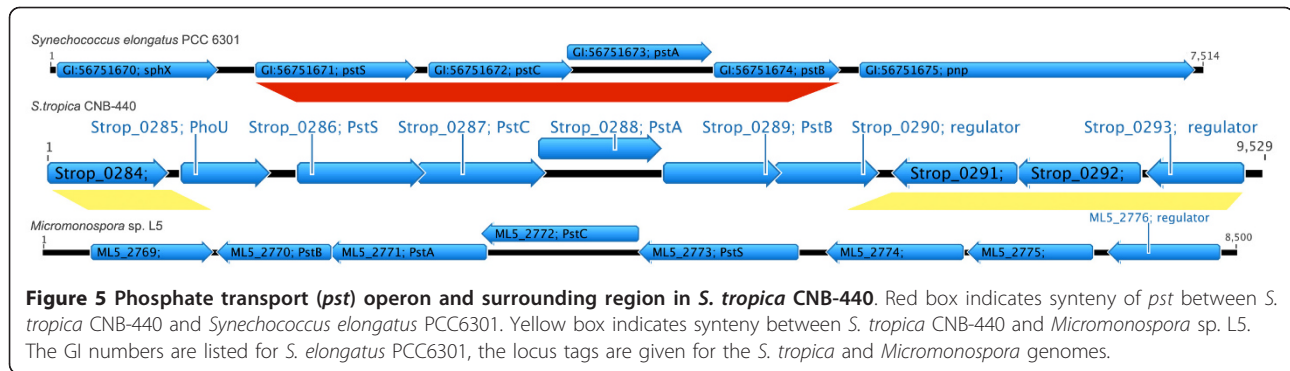 Synechococcus elongatus PCC 6301
1
GI:56751673; pstA
7,514
GI:56751670; sphX
GI:56751671; pstS
GI:56751672; pstC
GI:56751674; pstB
GI:56751675; pnp
S.tropica CNB-440
Strop_0285; PhoU
Strop_0286; PstS
Strop_0287; PstC
Strop_0288; PstA
Strop_0289; PstB
Strop_0290; regulator
Strop_0293; regulator
1
9,529
Strop_0284;
Strop_0291;
Strop_0292;
Micromonospora sp. L5
ML5_2776; regulator
1
ML5_2772; PstC
8,500
ML5_2769;
ML5_2770; PstB
ML5_2771; PstA
ML5_2773; PstS
ML5_2774;
ML5_2775;
Figure 5 Phosphate transport (pst) operon and surrounding region in S. tropica CNB-440. Red box indicates synteny of pst between S.
tropica CNB-440 and Synechococcus elongatus PCC6301. Yellow box indicates synteny between S. tropica CNB-440 and Micromonospora sp. L5.
The GI numbers are listed for S. elongatus PCC6301, the locus tags are given for the S. tropica and Micromonospora genomes.